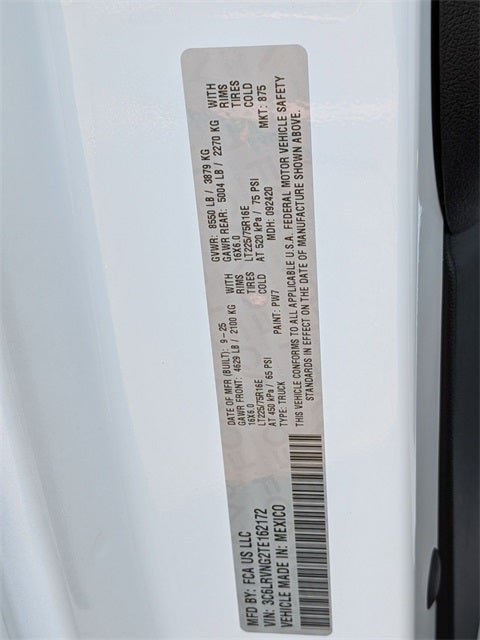 MFD BY: FCA US LLC
VIN: 3C6LRVNG2TE162172
VEHICLE MADE IN: MEXICO
DATE OF MFR (BUILT): 9-25
GAWR FRONT: 4629 LB / 2100 KG WITH
16X6.0 RIMS
LT225/75R16E TIRES
AT 450 kPa / 65 PSI COLD
TYPE: TRUCK PAINT: PW7
GVWR: 8550 LB / 3879 KG
GAWR REAR: 5004 LB / 2270 KG WITH
16X6.0 RIMS
LT225/75R16E TIRES
AT 520 kPa / 75 PSI COLD
MDH: 092420 MKT: 875
THIS VEHICLE CONFORMS TO ALL APPLICABLE U.S.A. FEDERAL MOTOR VEHICLE SAFETY
STANDARDS IN EFFECT ON THE DATE OF MANUFACTURE SHOWN ABOVE.